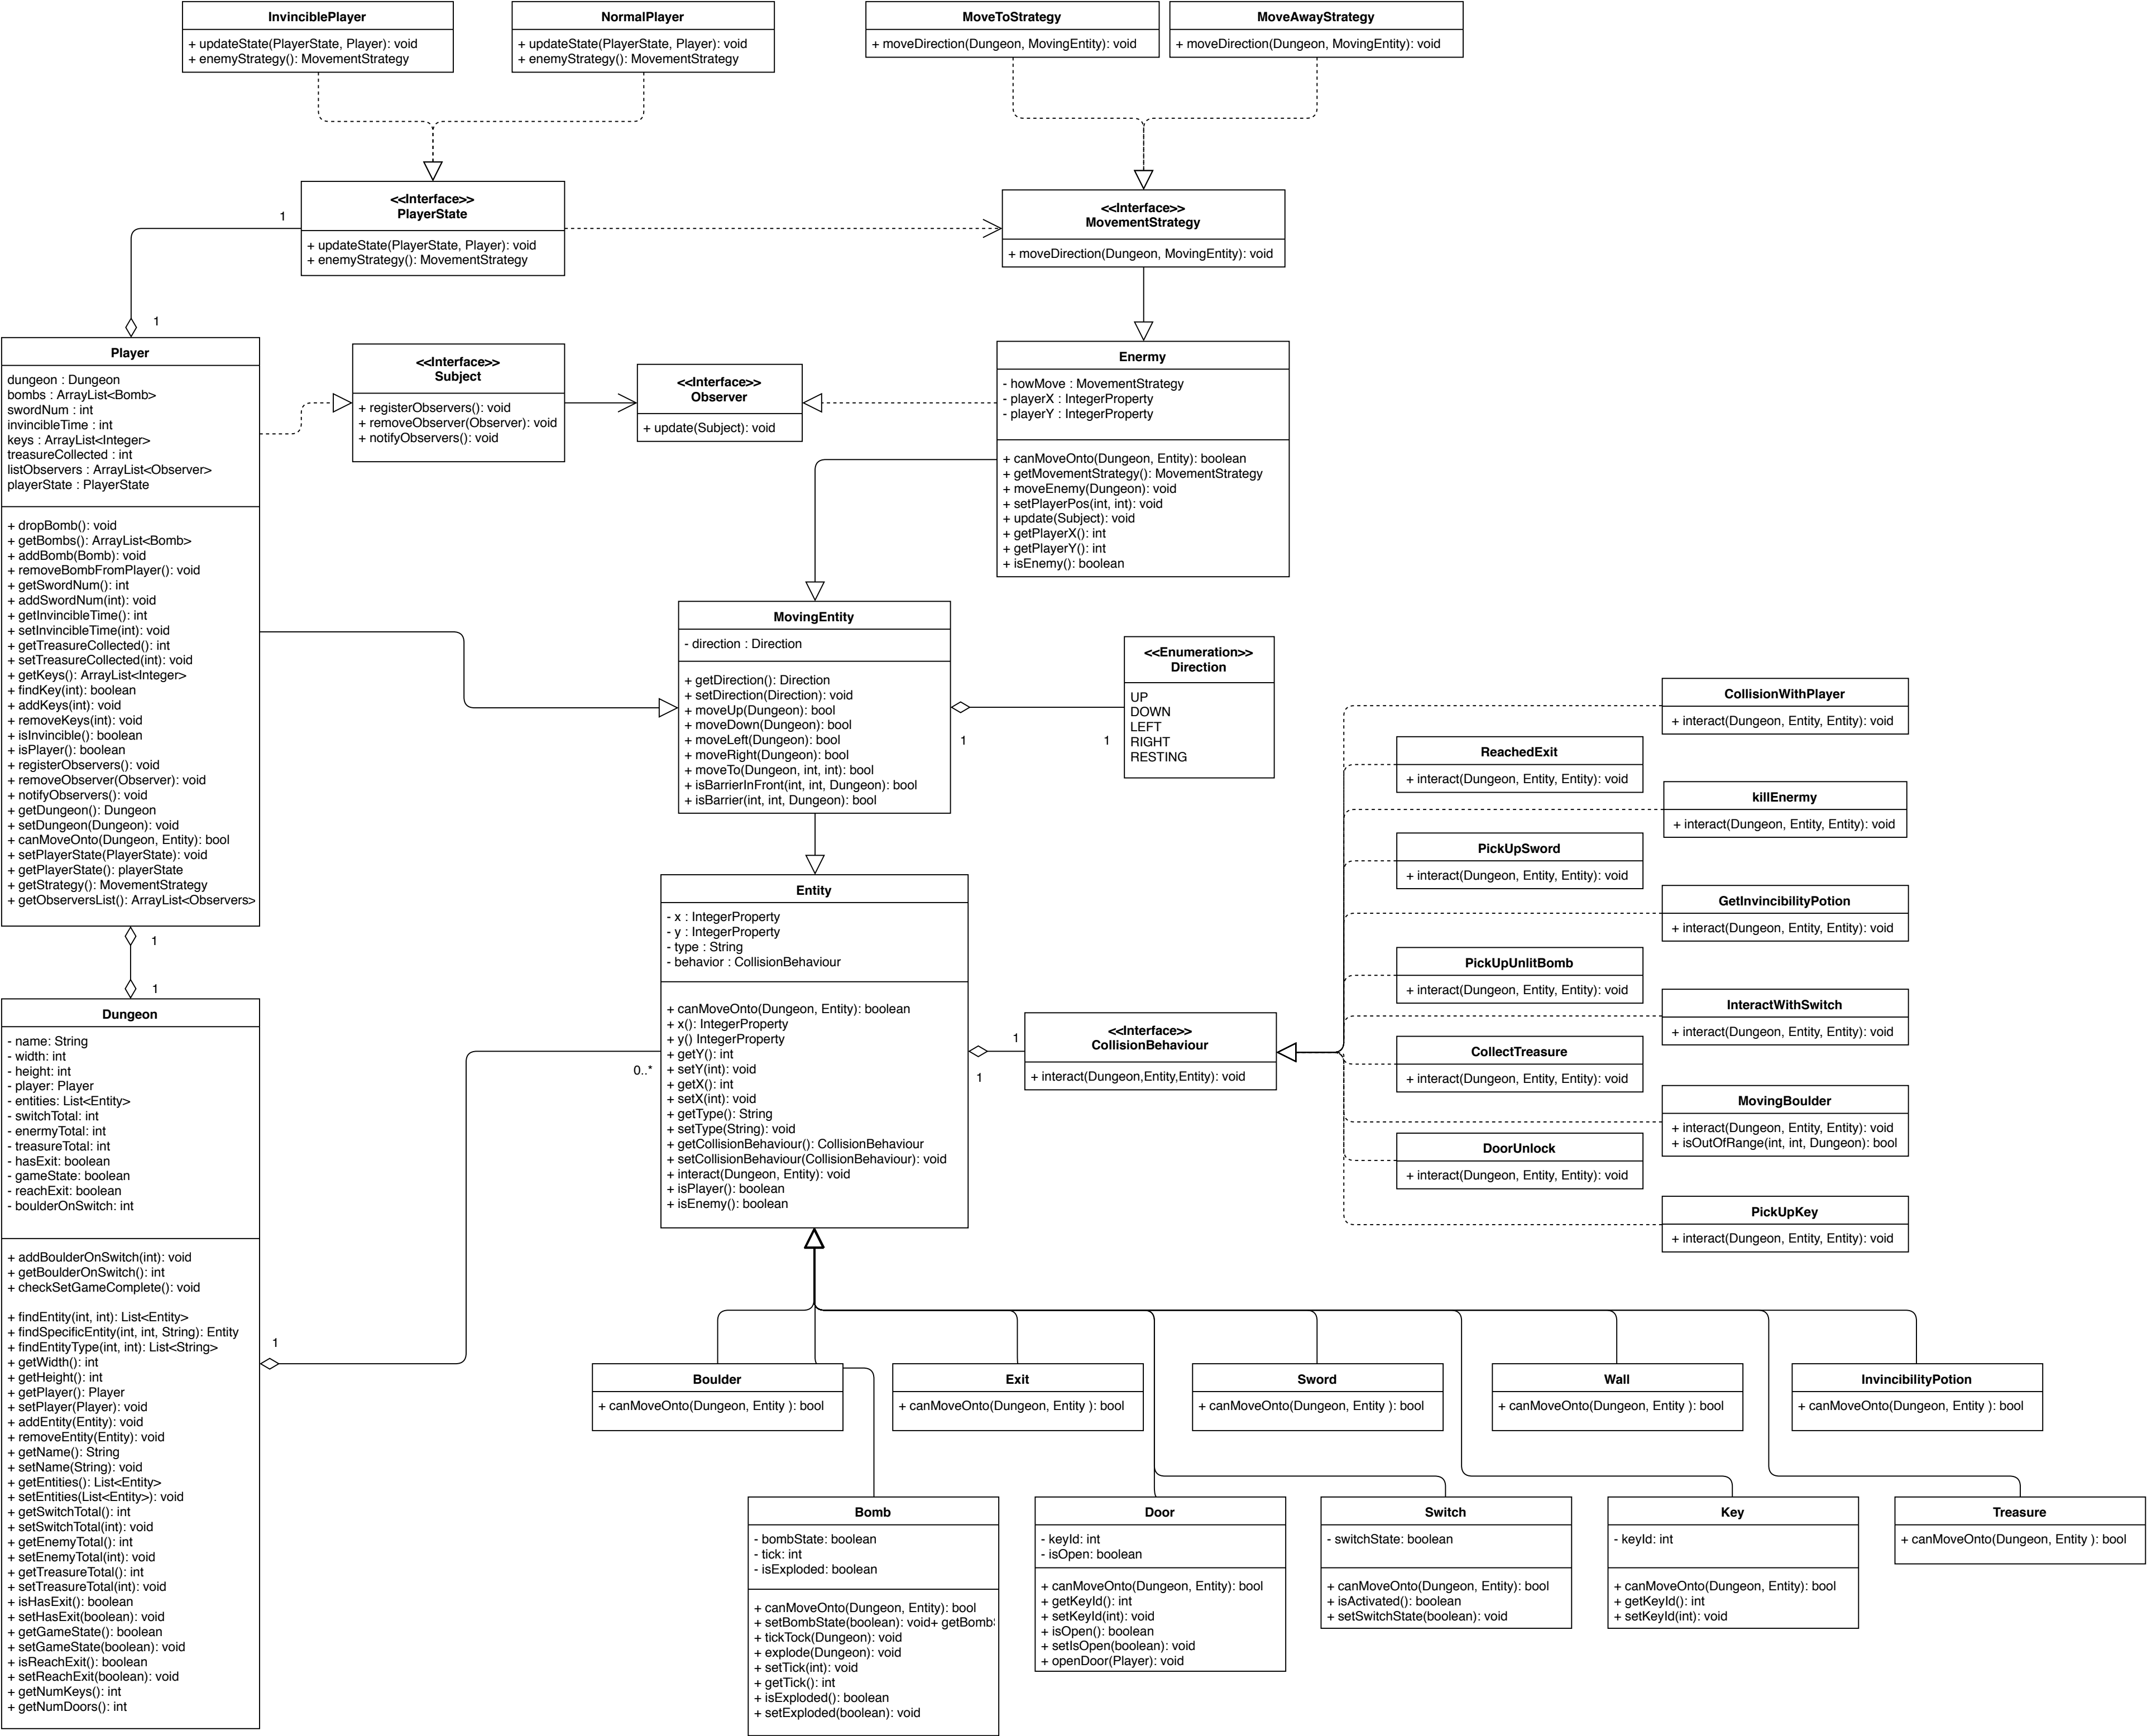 InvinciblePlayer
+ updateState(PlayerState, Player): void
+ enemyStrategy(): MovementStrategy
NormalPlayer
+ updateState(PlayerState, Player): void
+ enemyStrategy(): MovementStrategy
MoveToStrategy
+ moveDirection(Dungeon, MovingEntity): void
MoveAwayStrategy
+ moveDirection(Dungeon, MovingEntity): void
<<Interface>>
PlayerState
+ updateState(PlayerState, Player): void
+ enemyStrategy(): MovementStrategy
<<Interface>>
MovementStrategy
+ moveDirection(Dungeon, MovingEntity): void
1
1
Player
dungeon : Dungeon
bombs : ArrayList<Bomb>
swordNum : int
invincibleTime : int
keys : ArrayList<Integer>
treasureCollected : int
listObservers : ArrayList<Observer>
playerState : PlayerState
+ dropBomb(): void
+ getBombs(): ArrayList<Bomb>
+ addBomb(Bomb): void
+ removeBombFromPlayer(): void
+ getSwordNum(): int
+ addSwordNum(int): void
+ getInvincibleTime(): int
+ setInvincibleTime(int): void
+ getTreasureCollected(): int
+ setTreasureCollected(int): void
+ getKeys(): ArrayList<Integer>
+ findKey(int): boolean
+ addKeys(int): void
+ removeKeys(int): void
+ isInvincible(): boolean
+ isPlayer(): boolean
+ registerObservers(): void
+ removeObserver(Observer): void
+ notifyObservers(): void
+ getDungeon(): Dungeon
+ setDungeon(Dungeon): void
+ canMoveOnto(Dungeon, Entity): bool
+ setPlayerState(PlayerState): void
+ getPlayerState(): playerState
+ getStrategy(): MovementStrategy
+ getObserversList(): ArrayList<Observers>
<<Interface>>
Subject
+ registerObservers(): void
+ removeObserver(Observer): void
+ notifyObservers(): void
<<Interface>>
Observer
+ update(Subject): void
Enermy
- howMove : MovementStrategy
- playerX : IntegerProperty
- playerY : IntegerProperty
+ canMoveOnto(Dungeon, Entity): boolean
+ getMovementStrategy(): MovementStrategy
+ moveEnemy(Dungeon): void
+ setPlayerPos(int, int): void
+ update(Subject): void
+ getPlayerX(): int
+ getPlayerY(): int
+ isEnemy(): boolean
MovingEntity
- direction : Direction
+ getDirection(): Direction
+ setDirection(Direction): void
+ moveUp(Dungeon): bool
+ moveDown(Dungeon): bool
+ moveLeft(Dungeon): bool
+ moveRight(Dungeon): bool
+ moveTo(Dungeon, int, int): bool
+ isBarrierInFront(int, int, Dungeon): bool
+ isBarrier(int, int, Dungeon): bool
1
1
<<Enumeration>>
Direction
UP
DOWN
LEFT
RIGHT
RESTING
CollisionWithPlayer
+ interact(Dungeon, Entity, Entity): void
ReachedExit
+ interact(Dungeon, Entity, Entity): void
killEnermy
+ interact(Dungeon, Entity, Entity): void
PickUpSword
+ interact(Dungeon, Entity, Entity): void
GetInvincibilityPotion
+ interact(Dungeon, Entity, Entity): void
PickUpUnlitBomb
+ interact(Dungeon, Entity, Entity): void
InteractWithSwitch
+ interact(Dungeon, Entity, Entity): void
CollectTreasure
+ interact(Dungeon, Entity, Entity): void
MovingBoulder
+ interact(Dungeon, Entity, Entity): void
+ isOutOfRange(int, int, Dungeon): bool
DoorUnlock
+ interact(Dungeon, Entity, Entity): void
PickUpKey
+ interact(Dungeon, Entity, Entity): void
Entity
- x : IntegerProperty
- y : IntegerProperty
- type : String
- behavior : CollisionBehaviour
+ canMoveOnto(Dungeon, Entity): boolean
+ x(): IntegerProperty
+ y() IntegerProperty
+ getY(): int
+ setY(int): void
+ getX(): int
+ setX(int): void
+ getType(): String
+ setType(String): void
+ getCollisionBehaviour(): CollisionBehaviour
+ setCollisionBehaviour(CollisionBehaviour): void
+ interact(Dungeon, Entity): void
+ isPlayer(): boolean
+ isEnemy(): boolean
1
1
<<Interface>>
CollisionBehaviour
+ interact(Dungeon,Entity,Entity): void
1
1
Dungeon
- name: String
- width: int
- height: int
- player: Player
- entities: List<Entity>
- switchTotal: int
- enermyTotal: int
- treasureTotal: int
- hasExit: boolean
- gameState: boolean
- reachExit: boolean
- boulderOnSwitch: int
+ addBoulderOnSwitch(int): void
+ getBoulderOnSwitch(): int
+ checkSetGameComplete(): void
+ findEntity(int, int): List<Entity>
+ findSpecificEntity(int, int, String): Entity
+ findEntityType(int, int): List<String>
+ getWidth(): int
+ getHeight(): int
+ getPlayer(): Player
+ setPlayer(Player): void
+ addEntity(Entity): void
+ removeEntity(Entity): void
+ getName(): String
+ setName(String): void
+ getEntities(): List<Entity>
+ setEntities(List<Entity>): void
+ getSwitchTotal(): int
+ setSwitchTotal(int): void
+ getEnemyTotal(): int
+ setEnemyTotal(int): void
+ getTreasureTotal(): int
+ setTreasureTotal(int): void
+ isHasExit(): boolean
+ setHasExit(boolean): void
+ getGameState(): boolean
+ setGameState(boolean): void
+ isReachExit(): boolean
+ setReachExit(boolean): void
+ getNumKeys(): int
+ getNumDoors(): int
0..*
1
Boulder
+ canMoveOnto(Dungeon, Entity ): bool
Exit
+ canMoveOnto(Dungeon, Entity ): bool
Sword
+ canMoveOnto(Dungeon, Entity ): bool
Wall
+ canMoveOnto(Dungeon, Entity ): bool
InvincibilityPotion
+ canMoveOnto(Dungeon, Entity ): bool
Bomb
- bombState: boolean
- tick: int
- isExploded: boolean
+ canMoveOnto(Dungeon, Entity): bool
+ setBombState(boolean): void+ getBomb
+ tickTock(Dungeon): void
+ explode(Dungeon): void
+ setTick(int): void
+ getTick(): int
+ isExploded(): boolean
+ setExploded(boolean): void
Door
- keyId: int
- isOpen: boolean
+ canMoveOnto(Dungeon, Entity): bool
+ getKeyId(): int
+ setKeyId(int): void
+ isOpen(): boolean
+ setIsOpen(boolean): void
+ openDoor(Player): void
Switch
- switchState: boolean
+ canMoveOnto(Dungeon, Entity): bool
+ isActivated(): boolean
+ setSwitchState(boolean): void
Key
- keyId: int
+ canMoveOnto(Dungeon, Entity): bool
+ getKeyId(): int
+ setKeyId(int): void
Treasure
+ canMoveOnto(Dungeon, Entity ): bool